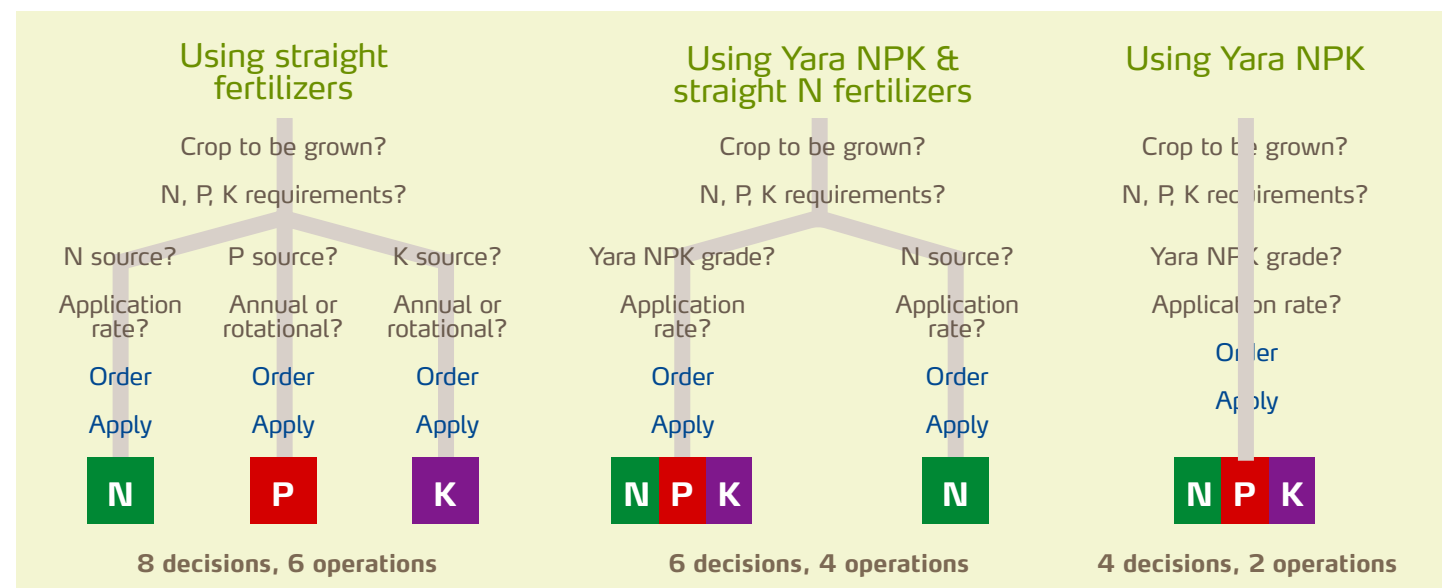 Using straight
fertilizers
Crop to be grown?
N, P, K requirements?
N source?
Application
rate?
Order
Apply
N
P source?
Annual or
rotational?
Order
Apply
P
K source?
Annual or
rotational?
Order
Apply
K
8 decisions, 6 operations
Using Yara NPK &
straight N fertilizers
Crop to be grown?
N, P, K requirements?
Yara NPK grade?
Application
rate?
Order
Apply
N P K
N source?
Application
rate?
Order
Apply
N
6 decisions, 4 operations
Using Yara NPK
Crop to be grown?
N, P, K requirements?
Yara NPK grade?
Application rate?
Order
Apply
N P K
4 decisions, 2 operations